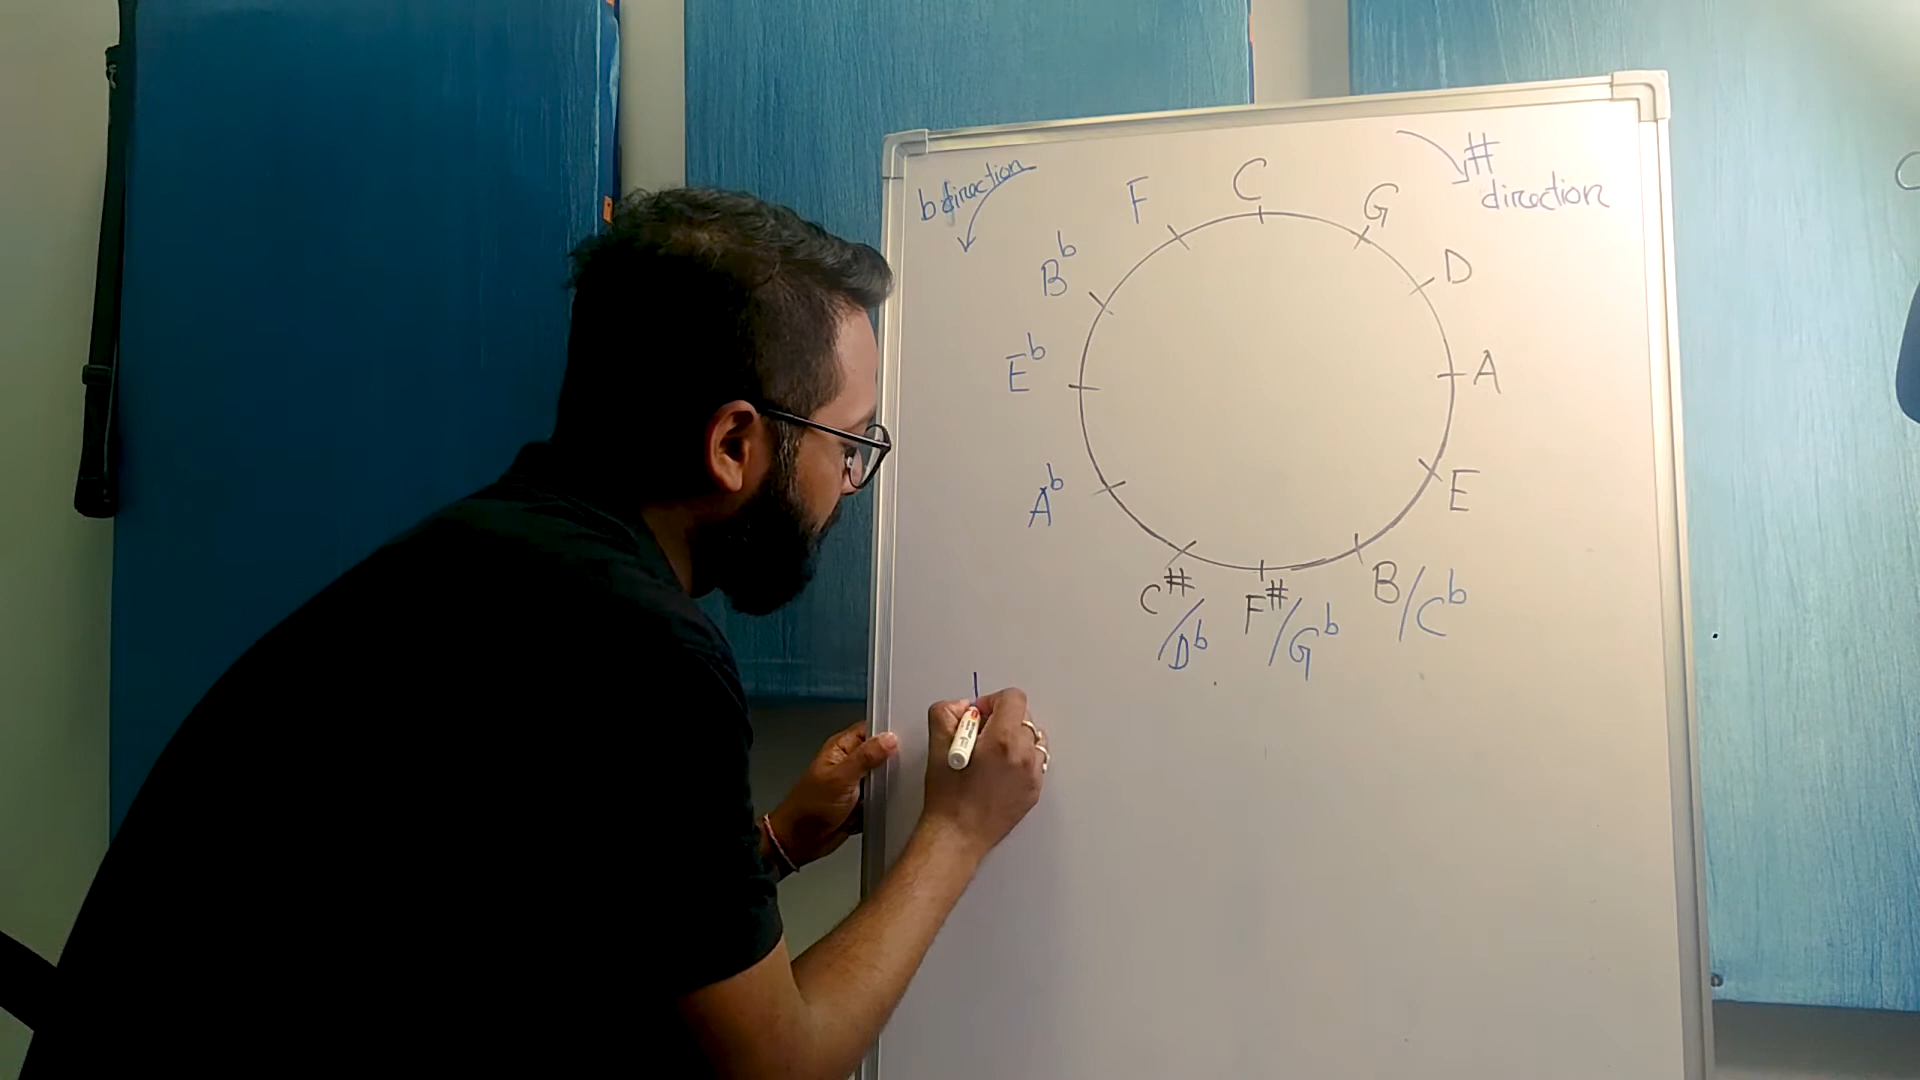 b direction
# direction
C
G
D
A
E
B/Cb
F#/Gb
C#/Db
Ab
Eb
Bb
F